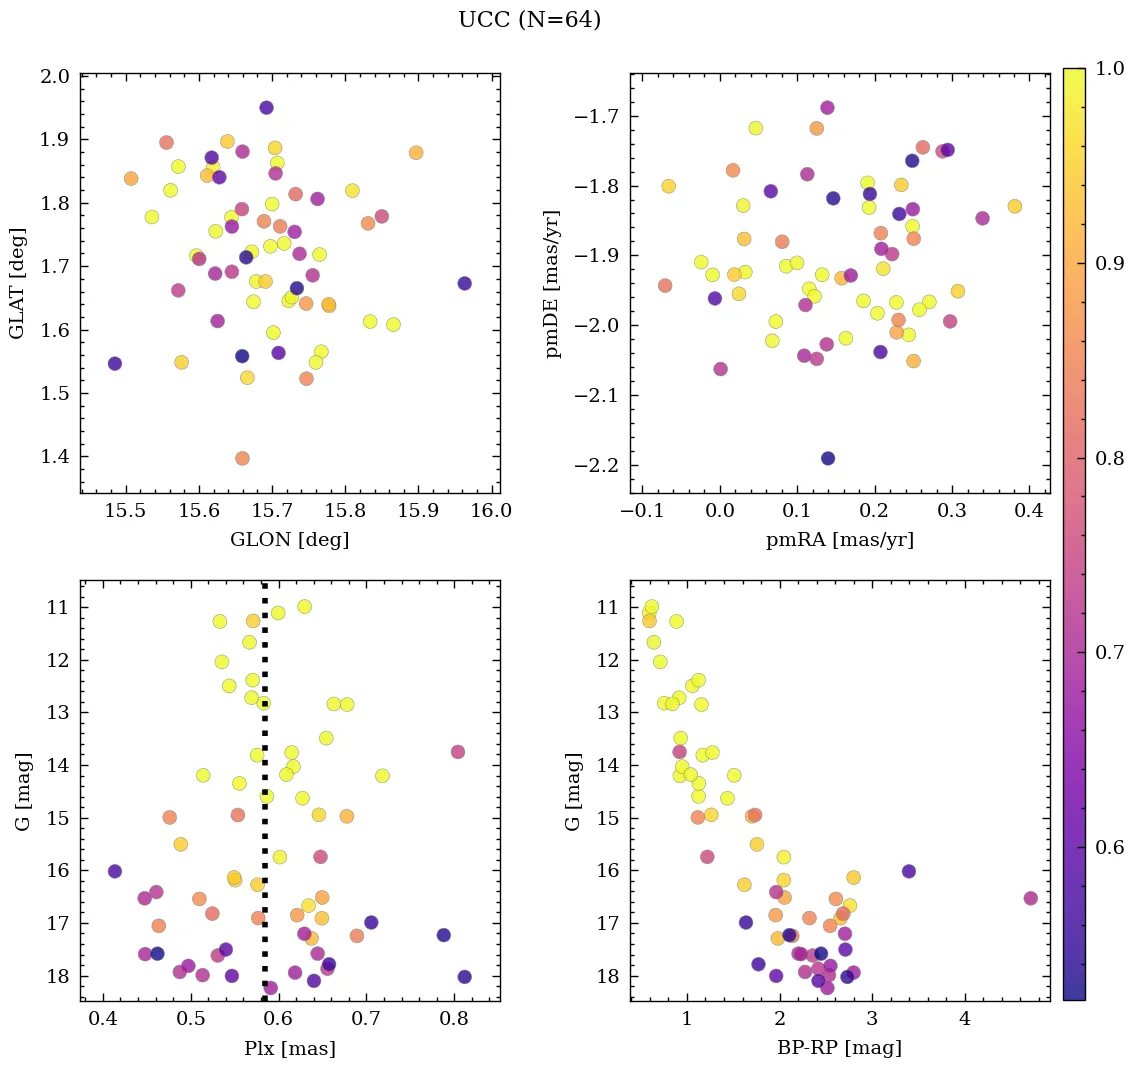 UCC (N=64)
2.0
1.9
1.8
1.7
1.6
1.5
1.4
GLAT [deg]
15.5 15.6 15.7 15.8 15.9 16.0
GLON [deg]
−1.7
−1.8
−1.9
−2.0
−2.1
−2.2
pmDE [mas/yr]
−0.1 0.0 0.1 0.2 0.3 0.4
pmRA [mas/yr]
1.0
0.9
0.8
0.7
0.6
11
12
13
14
15
16
17
18
G [mag]
0.4 0.5 0.6 0.7 0.8
Plx [mas]
11
12
13
14
15
16
17
18
G [mag]
1 2 3 4
BP-RP [mag]